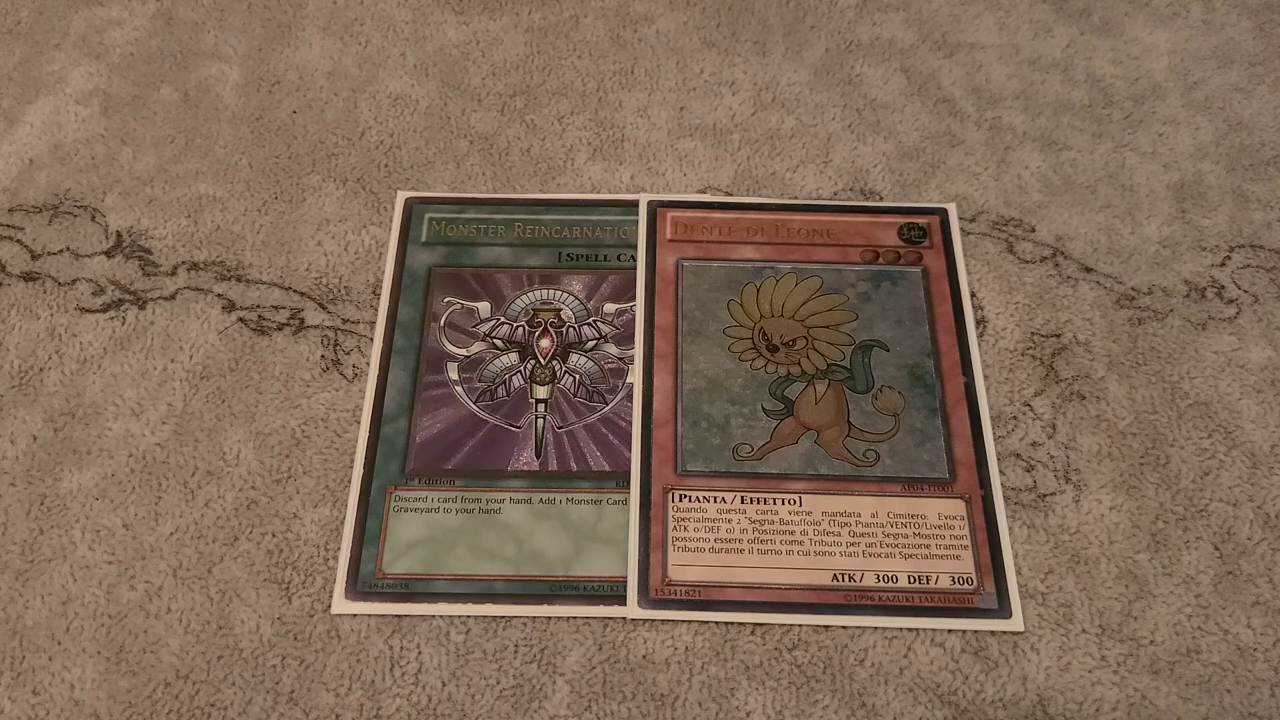 MONSTER REINCARNATIO
[SPELL CA
1st Edition
RD
Discard 1 card from your hand. Add 1 Monster Card
Graveyard to your hand.
74848038
©1996 KAZUKI T
DENTE DI LEONE
地
AP04-IT001
[PIANTA / EFFETTO]
Quando questa carta viene mandata al Cimitero: Evoca
Specialmente 2 "Segna-Batuffolo" (Tipo Pianta/VENTO/Livello 1/
ATK 0/DEF 0) in Posizione di Difesa. Questi Segna-Mostro non
possono essere offerti come Tributo per un'Evocazione tramite
Tributo durante il turno in cui sono stati Evocati Specialmente.
ATK/ 300 DEF/ 300
15341821
©1996 KAZUKI TAKAHASHI